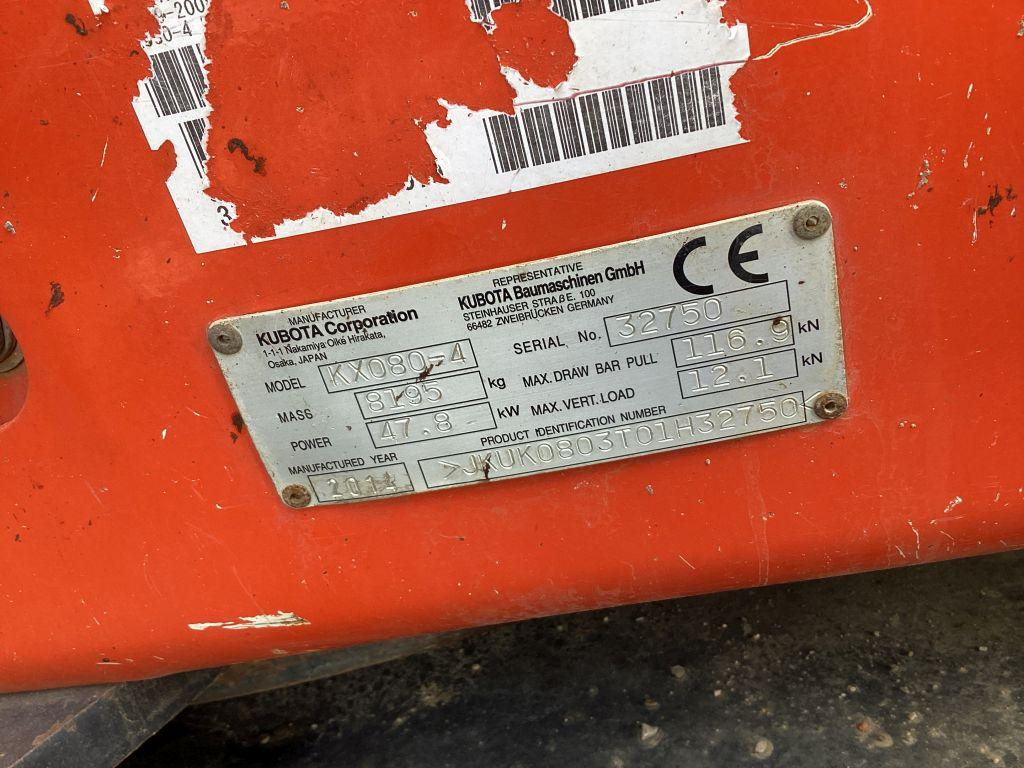 MANUFACTURER
KUBOTA Corporation
1-1-1 Nakamiya Oike Hirakata,
Osaka, JAPAN
REPRESENTATIVE
KUBOTA Baumaschinen GmbH
STEINHAUSER STRAßE. 100
66482 ZWEIBRÜCKEN GERMANY
CE
MODEL KX080-4
SERIAL No. 32750
MASS 8195 kg
MAX. DRAW BAR PULL 116.9 kN
POWER 47.8 kW
MAX. VERT. LOAD 12.1 kN
MANUFACTURED YEAR 2011
PRODUCT IDENTIFICATION NUMBER
>JKUK0803T01H32750<